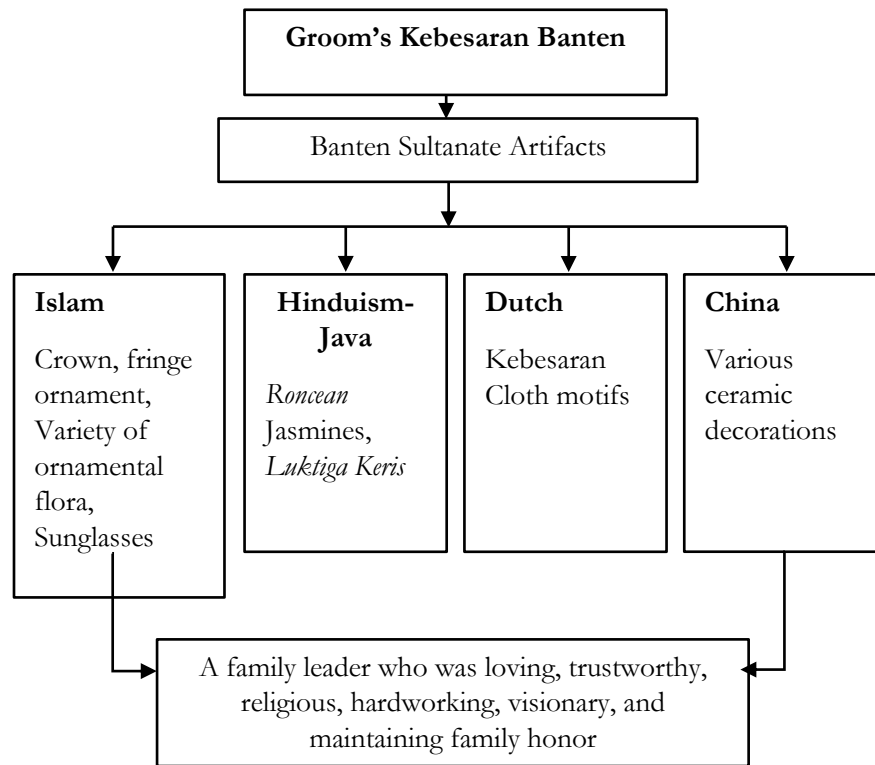 Groom’s Kebesaran Banten
Banten Sultanate Artifacts
Islam
Crown, fringe
ornament,
Variety of
ornamental
flora,
Sunglasses
Hinduism-
Java
Roncean
Jasmines,
Luktiga Keris
Dutch
Kebesaran
Cloth motifs
China
Various
ceramic
decorations
A family leader who was loving, trustworthy,
religious, hardworking, visionary, and
maintaining family honor